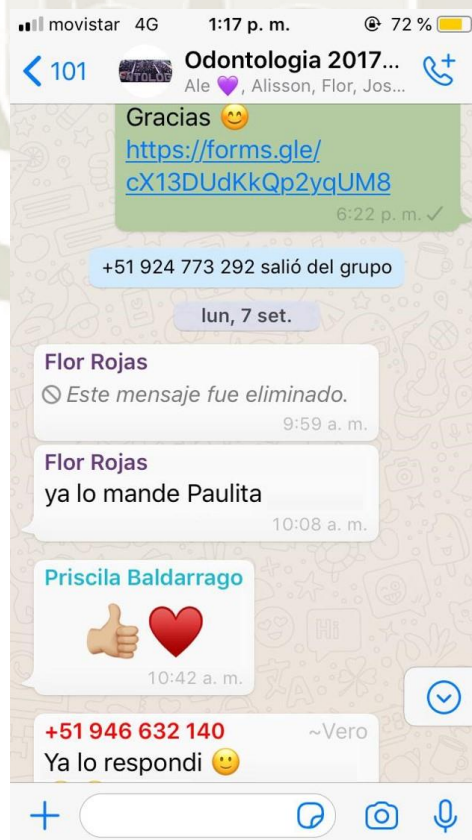 movistar 4G 1:17 p. m. 72 %
101 Odontologia 2017...
Ale 💜, Alisson, Flor, Jos...
Gracias 😊
https://forms.gle/
cX13DUdKkQp2yqUM8
6:22 p. m. ✓
+51 924 773 292 salió del grupo
lun, 7 set.
Flor Rojas
Este mensaje fue eliminado.
9:59 a. m.
Flor Rojas
ya lo mande Paulita
10:08 a. m.
Priscila Baldarrago
👍🏼❤️
10:42 a. m.
+51 946 632 140 ~Vero
Ya lo respondi 🙂